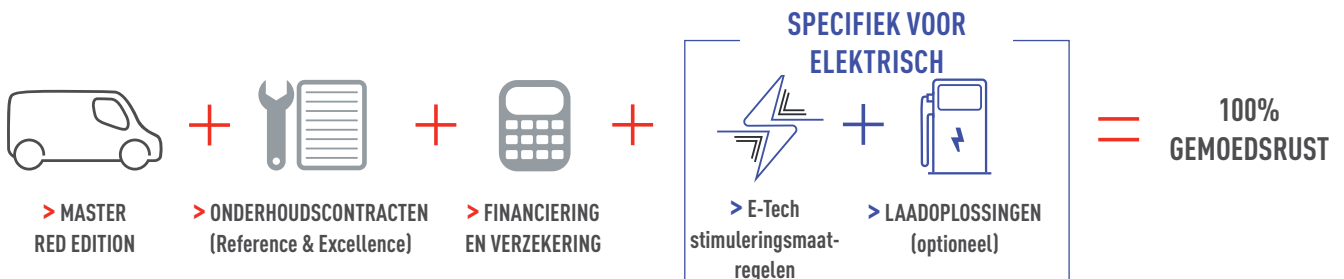 SPECIFIEK VOOR
ELEKTRISCH
100%
GEMOEDSRUST
> MASTER
RED EDITION
> ONDERHOUDSCONTRACTEN
(Reference & Excellence)
> FINANCIERING
EN VERZEKERING
> E-Tech
stimuleringsmaat-
regelen
> LAADOPLOSSINGEN
(optioneel)